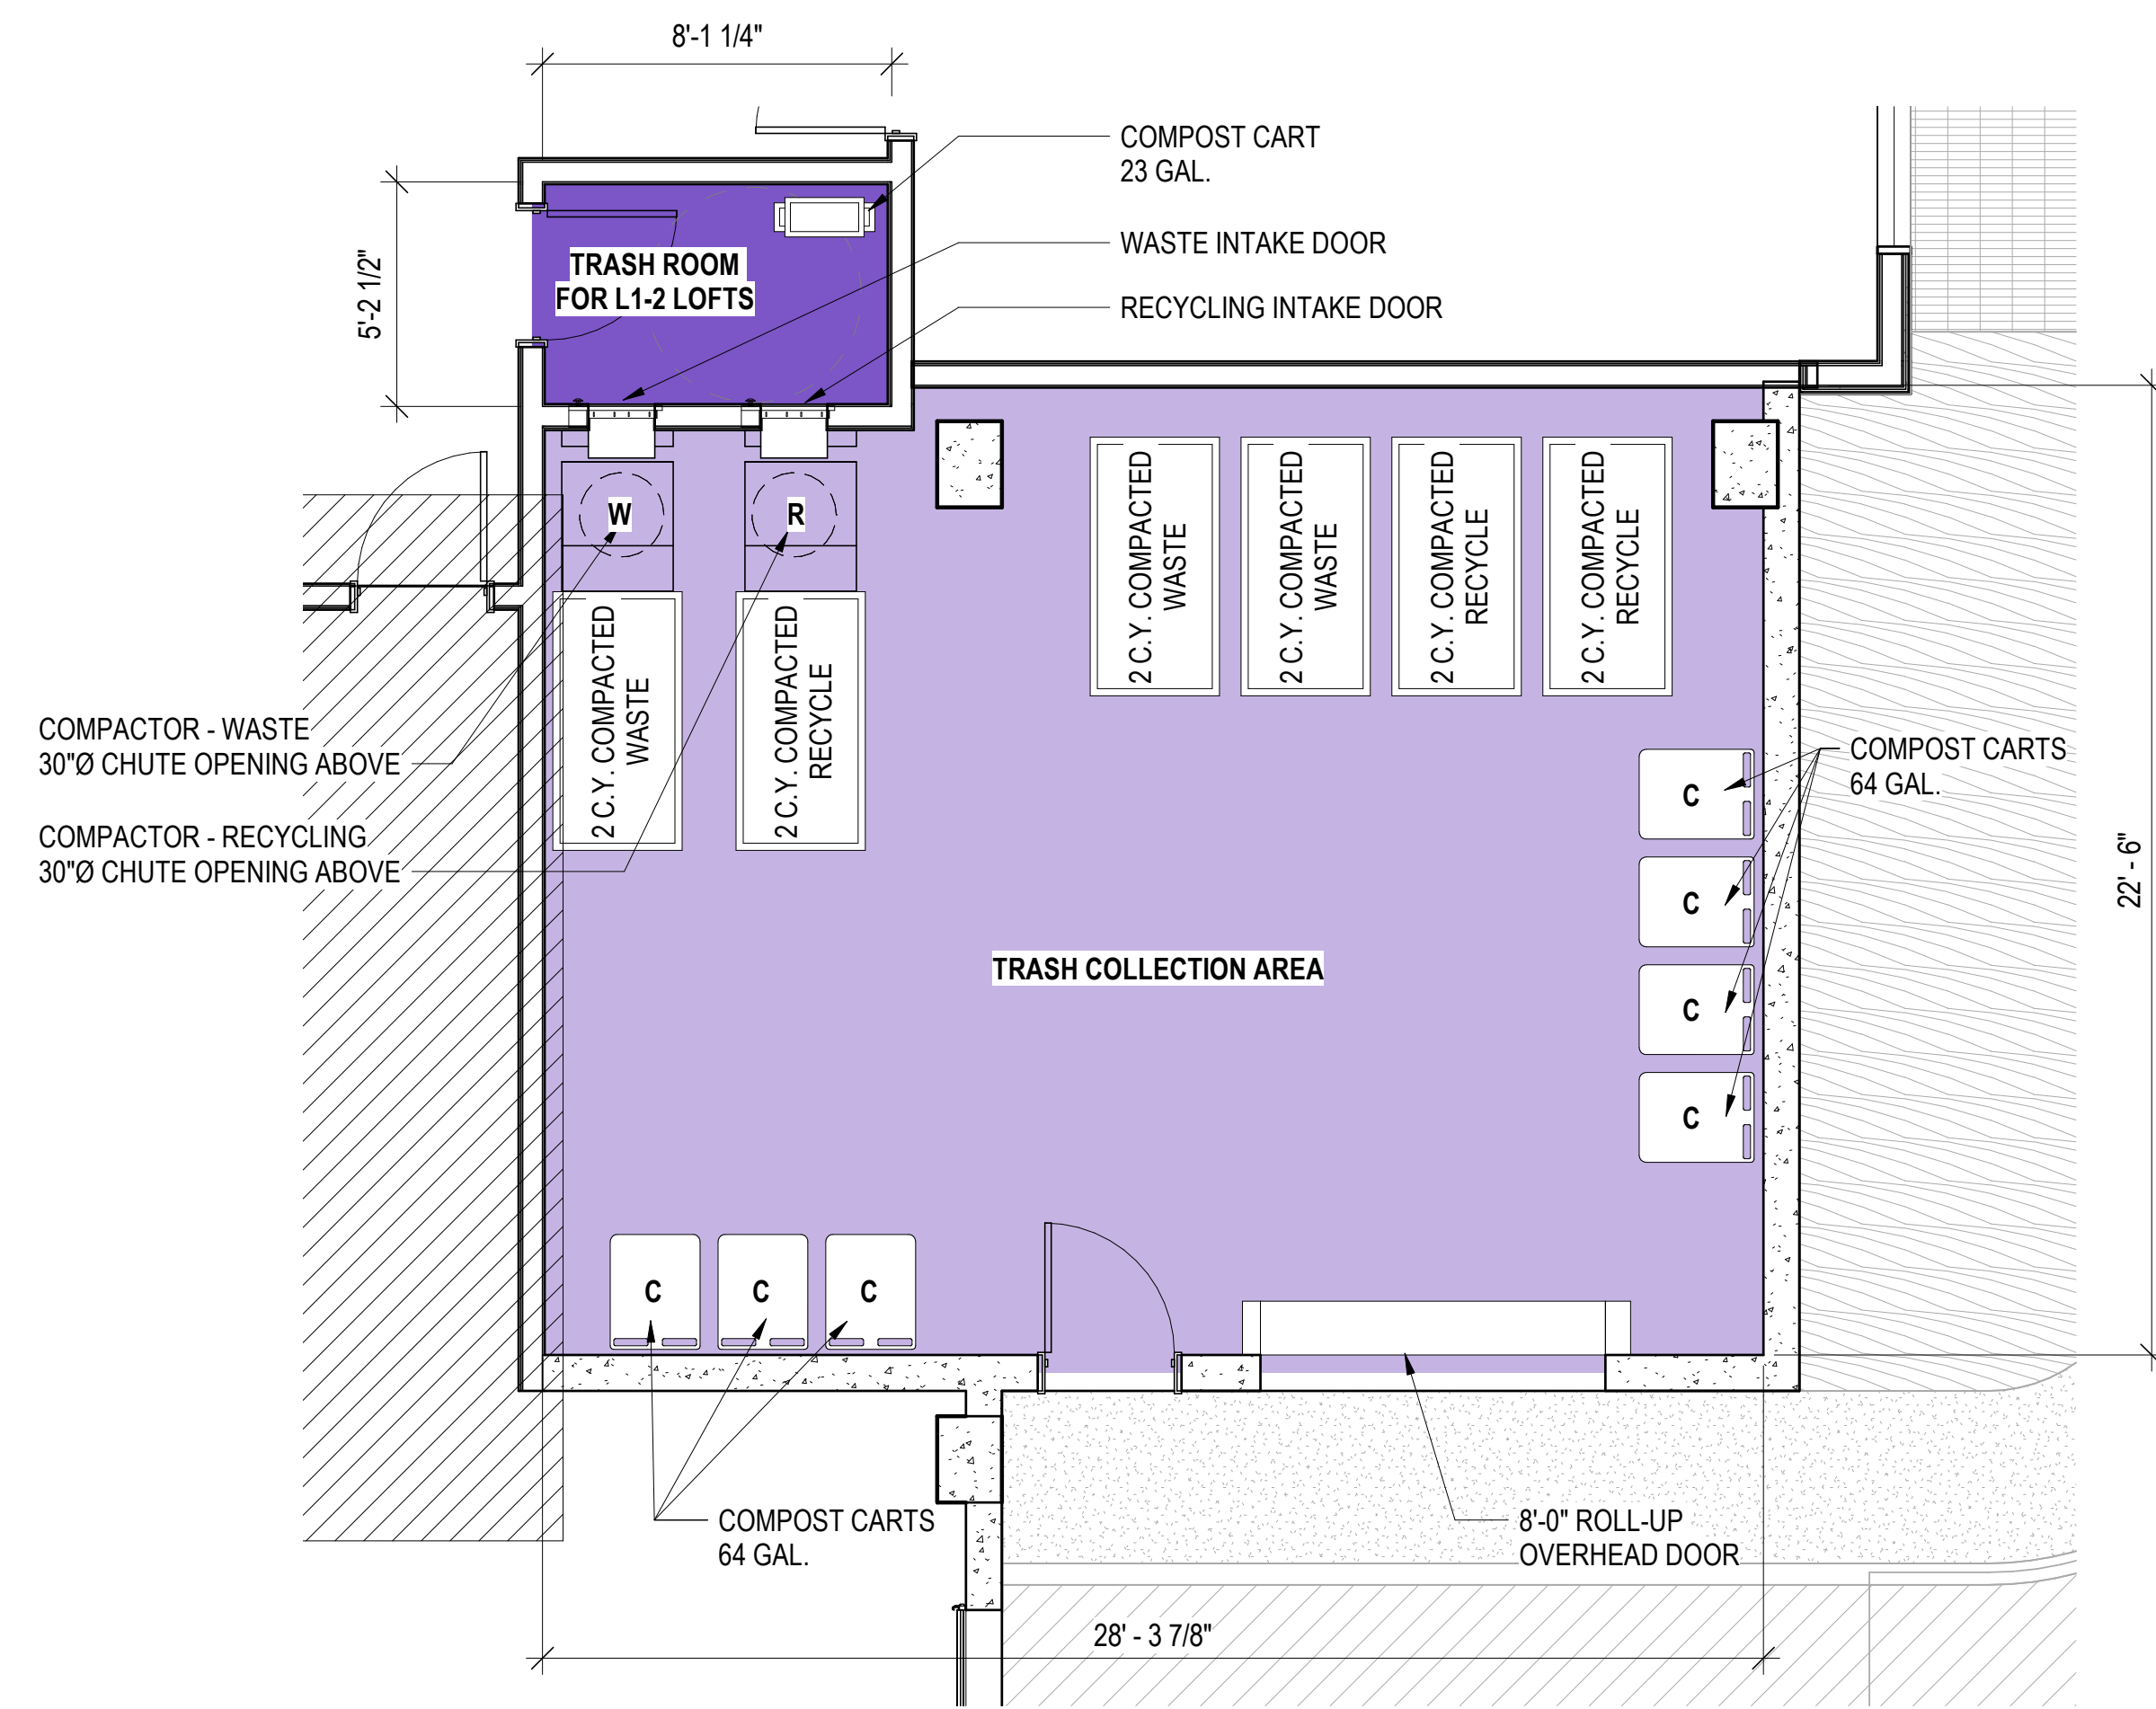 8'-1 1/4"
COMPOST CART
23 GAL.
WASTE INTAKE DOOR
5'-2 1/2"
TRASH ROOM
FOR L1-2 LOFTS
RECYCLING INTAKE DOOR
W
R
2 C.Y. COMPACTED
WASTE
2 C.Y. COMPACTED
WASTE
2 C.Y. COMPACTED
RECYCLE
2 C.Y. COMPACTED
RECYCLE
2 C.Y. COMPACTED
WASTE
2 C.Y. COMPACTED
RECYCLE
COMPACTOR - WASTE
30"Ø CHUTE OPENING ABOVE
COMPACTOR - RECYCLING
30"Ø CHUTE OPENING ABOVE
COMPOST CARTS
64 GAL.
C
C
C
C
22' - 6"
TRASH COLLECTION AREA
C
C
C
COMPOST CARTS
64 GAL.
8'-0" ROLL-UP
OVERHEAD DOOR
28' - 3 7/8"